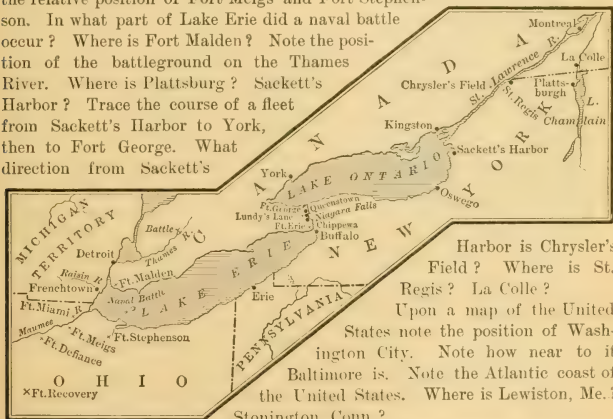 the relative position of Fort Meigs and Fort Stephen-
son. In what part of Lake Erie did a naval battle
occur ? Where is Fort Malden ? Note the posi-
tion of the battleground on the Thames
River. Where is Plattsburg ? Sackett's
Harbor ? Trace the course of a fleet
from Sackett's Harbor to York,
then to Fort George. What
direction from Sackett's
Harbor is Chrysler's
Field ? Where is St.
Regis ? La Colle ?
Upon a map of the United
States note the position of Wash-
ington City. Note how near to it
Baltimore is. Note the Atlantic coast of
the United States. Where is Lewiston, Me.?
Stonington, Conn ?
Montreal
La Colle
St. Lawrence R.
Chrysler's Field
St. Regis
Platts-
burgh
L.
Champlain
Kingston
Sackett's Harbor
CANADA
NEW YORK
York
LAKE ONTARIO
Oswego
Ft.George
Queenstown
Lundy's Lane
Niagara Falls
Ft.Erie
Chippewa
Buffalo
MICHIGAN
TERRITORY
Battle
Thames R.
Detroit
Raisin R.
Ft. Malden
Frenchtown
Naval Battle
LAKE ERIE
Erie
Ft. Miami
Maumee R.
Ft. Meigs
Ft. Stephenson
Ft. Defiance
PENNSYLVANIA
OHIO
×Ft.Recovery